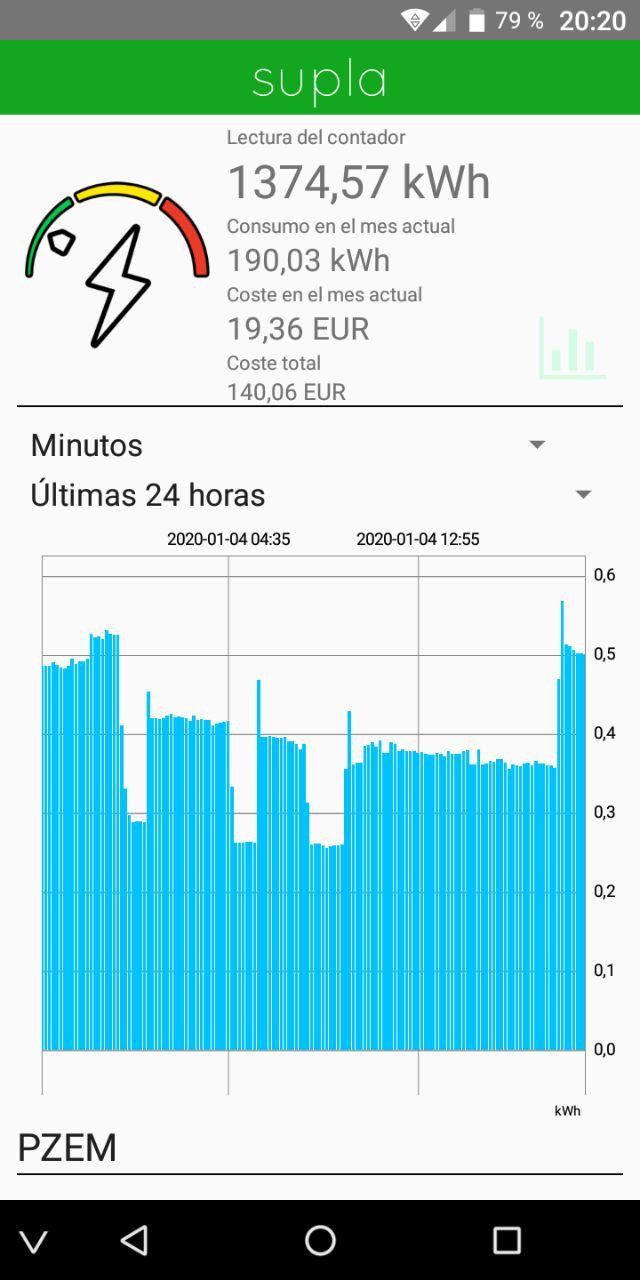 79 % 20:20
supla
Lectura del contador
1374,57 kWh
Consumo en el mes actual
190,03 kWh
Coste en el mes actual
19,36 EUR
Coste total
140,06 EUR
Minutos
Últimas 24 horas
2020-01-04 04:35 2020-01-04 12:55
0,6
0,5
0,4
0,3
0,2
0,1
0,0
kWh
PZEM